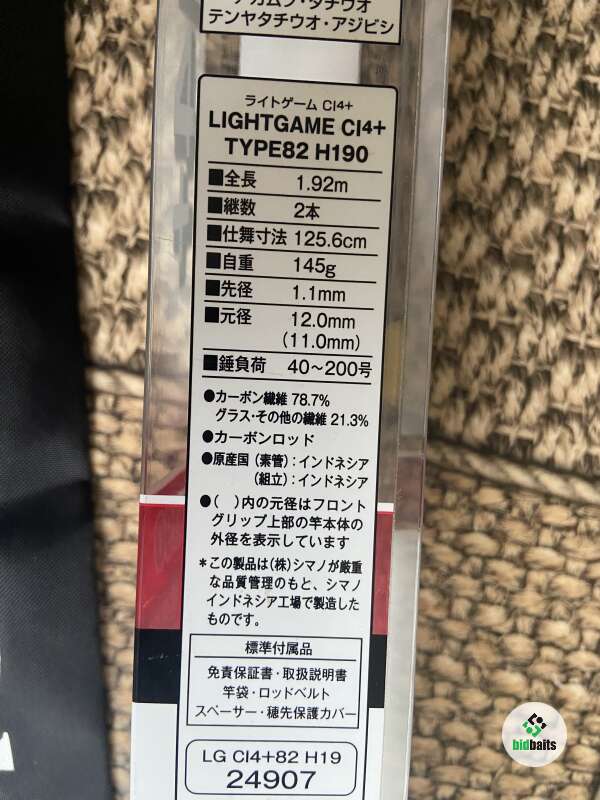 テンヤタチウオ・アジビシ
ライトゲーム CI4+
LIGHTGAME CI4+
TYPE82 H190
■全長 1.92m
■継数 2本
■仕舞寸法 125.6cm
■自重 145g
■先径 1.1mm
■元径 12.0mm
(11.0mm)
■錘負荷 40～200号
●カーボン繊維 78.7%
グラス・その他の繊維 21.3%
●カーボンロッド
●原産国（素管）：インドネシア
（組立）：インドネシア
●（ ）内の元径はフロント
グリップ上部の竿本体の
外径を表示しています
＊この製品は(株)シマノが厳重
な品質管理のもと、シマノ
インドネシア工場で製造した
ものです。
標準付属品
免責保証書・取扱説明書
竿袋・ロッドベルト
スペーサー・穂先保護カバー
LG CI4+82 H19
24907
bidbaits